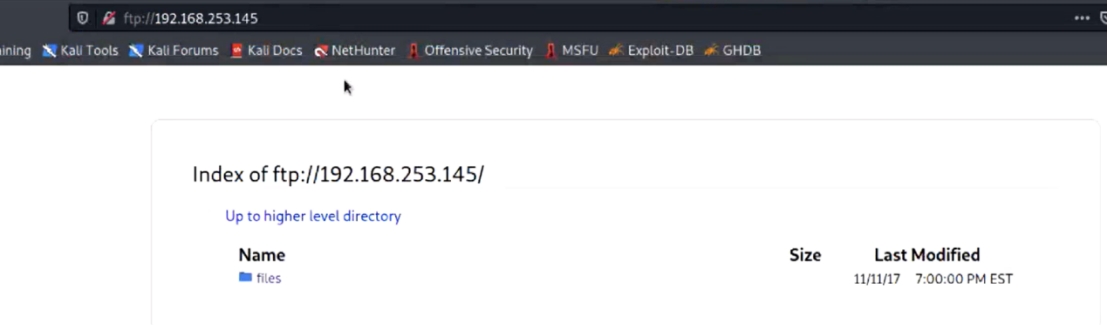 ftp://192.168.253.145
ining Kali Tools Kali Forums Kali Docs NetHunter Offensive Security MSFU Exploit-DB GHDB
Index of ftp://192.168.253.145/
Up to higher level directory
Name Size Last Modified
files 11/11/17 7:00:00 PM EST